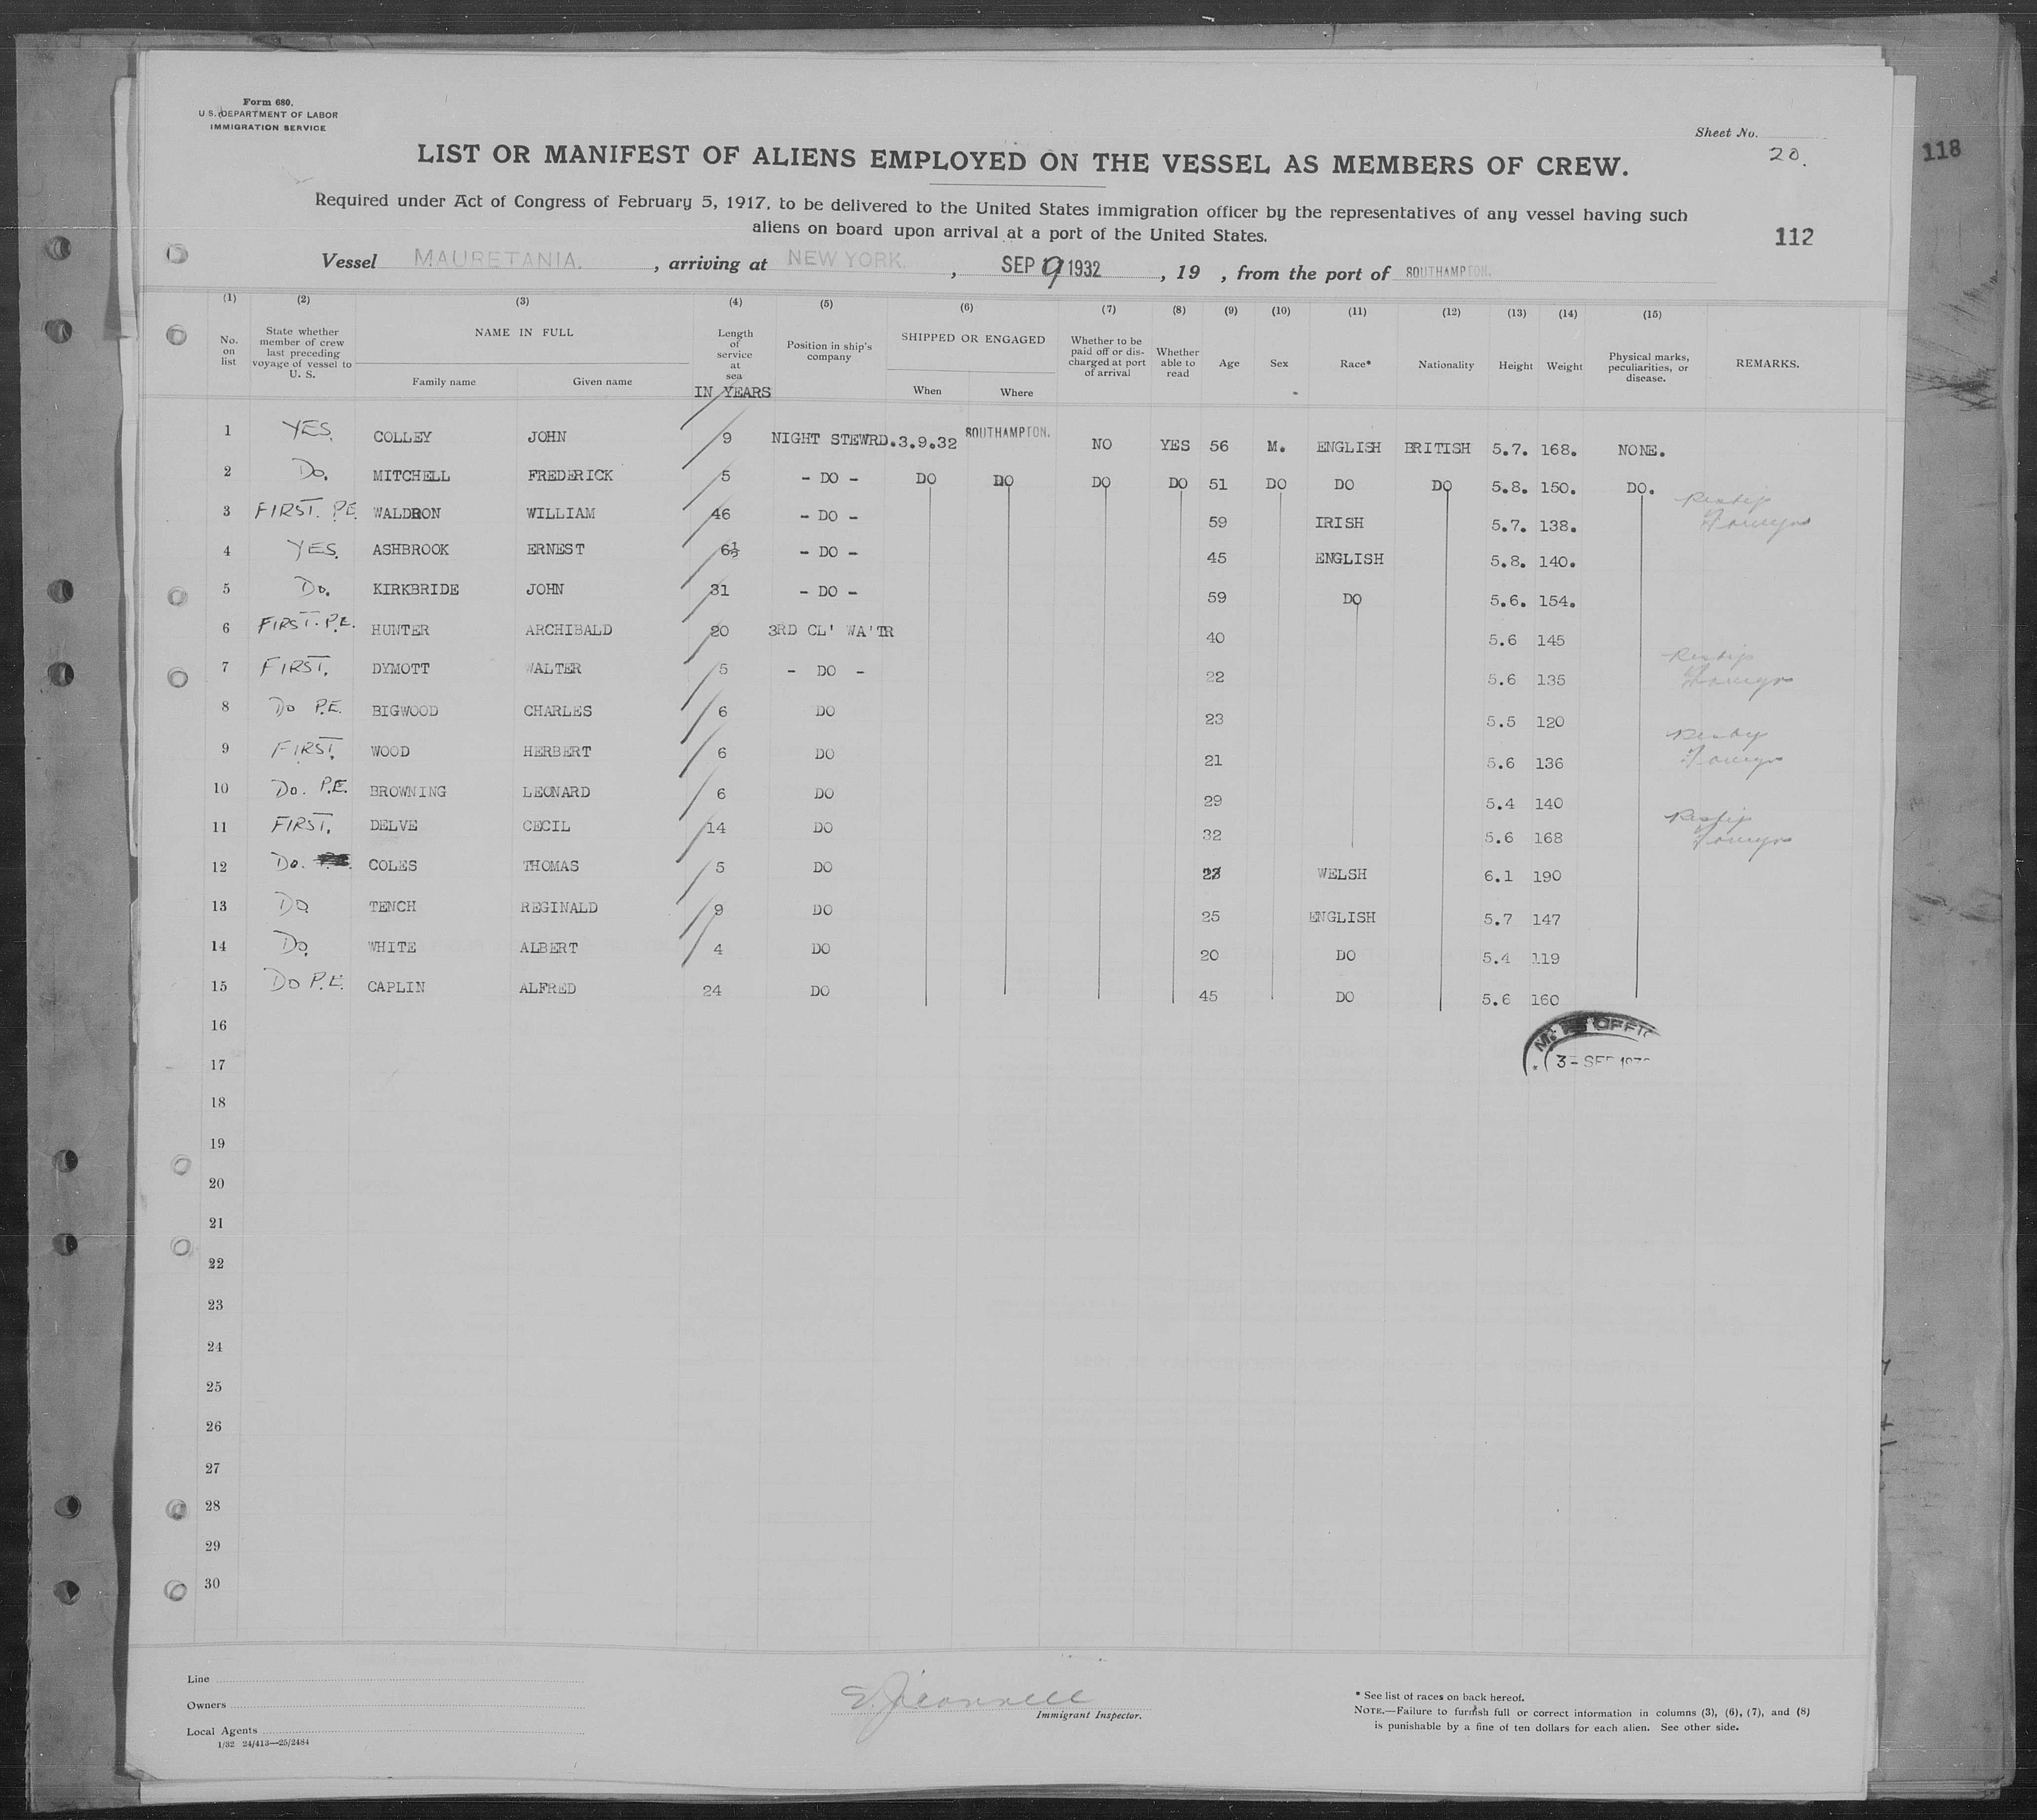 Form 680.
U.S. DEPARTMENT OF LABOR
IMMIGRATION SERVICE
Sheet No.
20.
118
LIST OR MANIFEST OF ALIENS EMPLOYED ON THE VESSEL AS MEMBERS OF CREW.
Required under Act of Congress of February 5, 1917, to be delivered to the United States immigration officer by the representatives of any vessel having such
aliens on board upon arrival at a port of the United States.
112
Vessel MAURETANIA. , arriving at NEW YORK. , SEP 9 1932 , 19 , from the port of SOUTHAMPTON.
(1) (2) (3) (4) (5) (6) (7) (8) (9) (10) (11) (12) (13) (14) (15)
No. on list State whether member of crew last preceding voyage of vessel to U. S. NAME IN FULL Family name Given name Length of service at sea IN YEARS Position in ship's company SHIPPED OR ENGAGED When Where Whether to be paid off or discharged at port of arrival Whether able to read Age Sex Race* Nationality Height Weight Physical marks, peculiarities, or disease. REMARKS.
1 YES. COLLEY JOHN 9 NIGHT STEWRD. 3.9.32 SOUTHAMPTON. NO YES 56 M. ENGLISH BRITISH 5.7. 168. NONE.
2 Do. MITCHELL FREDERICK 5 - DO - DO DO DO DO 51 DO DO DO 5.8. 150. DO.
3 FIRST. P.E. WALDRON WILLIAM 46 - DO - 59 IRISH 5.7. 138.
4 YES. ASHBROOK ERNEST 6½ - DO - 45 ENGLISH 5.8. 140.
5 Do. KIRKBRIDE JOHN 31 - DO - 59 DO 5.6. 154.
6 FIRST. P.E. HUNTER ARCHIBALD 20 3RD CL' WA'TR 40 5.6 145
7 FIRST. DYMOTT WALTER 5 - DO - 22 5.6 135
8 Do P.E. BIGWOOD CHARLES 6 DO 23 5.5 120
9 FIRST. WOOD HERBERT 6 DO 21 5.6 136
10 Do. P.E. BROWNING LEONARD 6 DO 29 5.4 140
11 FIRST. DELVE CECIL 14 DO 32 5.6 168
12 Do. COLES THOMAS 5 DO WELSH 6.1 190
13 Do TENCH REGINALD 9 DO 25 ENGLISH 5.7 147
14 Do. WHITE ALBERT 4 DO 20 DO 5.4 119
15 Do P.E. CAPLIN ALFRED 24 DO 45 DO 5.6 160
16
17
3 - SEP
18
19
20
21
22
23
24
25
26
27
28
29
30
Line
Owners
Local Agents
1/32 24/413—25/2484
Immigrant Inspector.
* See list of races on back hereof.
NOTE.—Failure to furnish full or correct information in columns (3), (6), (7), and (8)
is punishable by a fine of ten dollars for each alien. See other side.